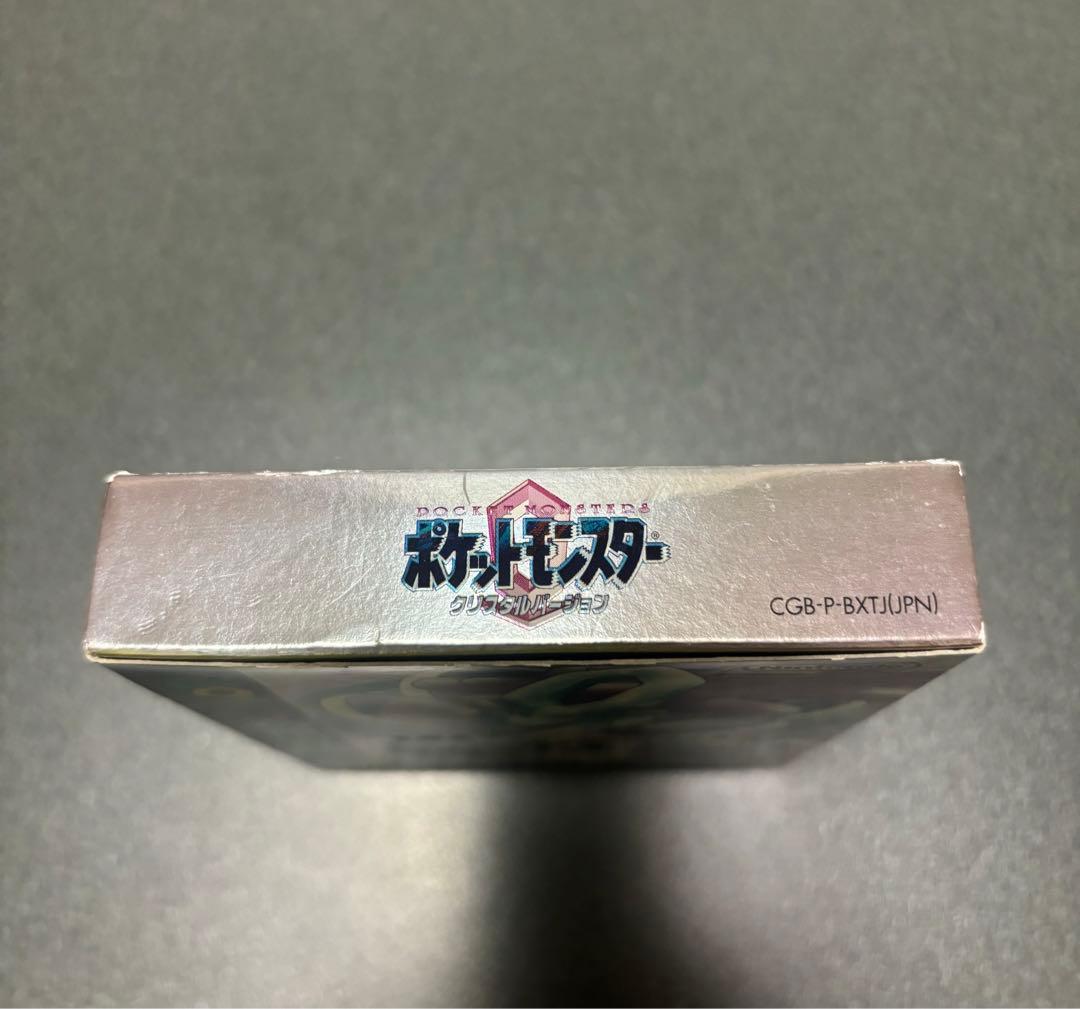 POCKET MONSTERS
ポケットモンスター®
クリスタルバージョン
CGB-P-BXTJ(JPN)